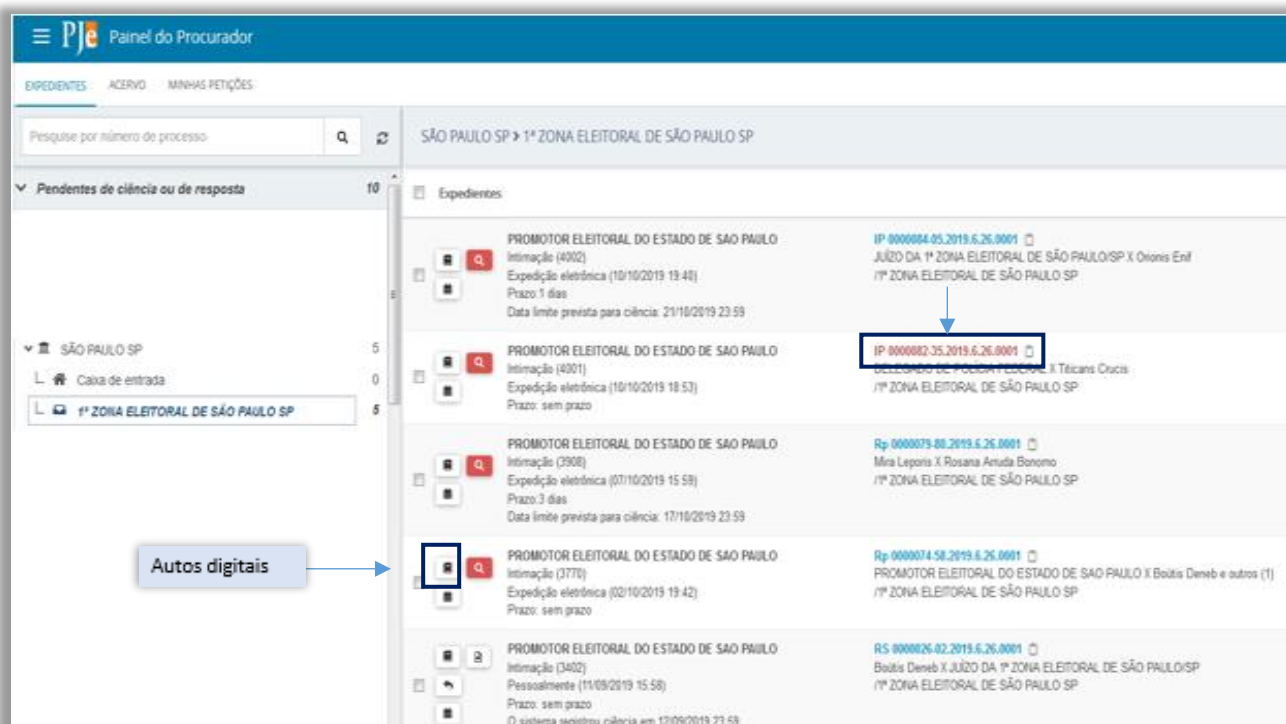 PJe Painel do Procurador
EXPEDIENTES ACERVO MINHAS PETIÇÕES
Pesquise por número de processo
SÃO PAULO SP > 1ª ZONA ELEITORAL DE SÃO PAULO SP
Pendentes de ciência ou de resposta 10
SÃO PAULO SP 5
Caixa de entrada 0
1ª ZONA ELEITORAL DE SÃO PAULO SP 5
Autos digitais
Expedientes
PROMOTOR ELEITORAL DO ESTADO DE SAO PAULO
Intimação (4002)
Expedição eletrônica (10/10/2019 19:40)
Prazo:1 dias
Data limite prevista para ciência: 21/10/2019 23:59
IP 0000084-05.2019.6.26.0001
JUÍZO DA 1ª ZONA ELEITORAL DE SÃO PAULO/SP X Orionis Enif
/1ª ZONA ELEITORAL DE SÃO PAULO SP
PROMOTOR ELEITORAL DO ESTADO DE SAO PAULO
Intimação (4001)
Expedição eletrônica (10/10/2019 18:53)
Prazo: sem prazo
IP 0000082-35.2019.6.26.0001
DELEGADO DE POLÍCIA FEDERAL X Titicans Crucis
/1ª ZONA ELEITORAL DE SÃO PAULO SP
PROMOTOR ELEITORAL DO ESTADO DE SAO PAULO
Intimação (3908)
Expedição eletrônica (07/10/2019 15:59)
Prazo:3 dias
Data limite prevista para ciência: 17/10/2019 23:59
Rp 0000079-80.2019.6.26.0001
Mira Leporis X Rosana Arruda Bonomo
/1ª ZONA ELEITORAL DE SÃO PAULO SP
PROMOTOR ELEITORAL DO ESTADO DE SAO PAULO
Intimação (3770)
Expedição eletrônica (02/10/2019 19:42)
Prazo: sem prazo
Rp 0000074-58.2019.6.26.0001
PROMOTOR ELEITORAL DO ESTADO DE SAO PAULO X Boötis Deneb e outros (1)
/1ª ZONA ELEITORAL DE SÃO PAULO SP
PROMOTOR ELEITORAL DO ESTADO DE SAO PAULO
Intimação (3402)
Pessoalmente (11/09/2019 15:58)
Prazo: sem prazo
O sistema registrou ciência em 12/09/2019 23:59
RS 0000026-02.2019.6.26.0001
Boötis Deneb X JUÍZO DA 1ª ZONA ELEITORAL DE SÃO PAULO/SP
/1ª ZONA ELEITORAL DE SÃO PAULO SP